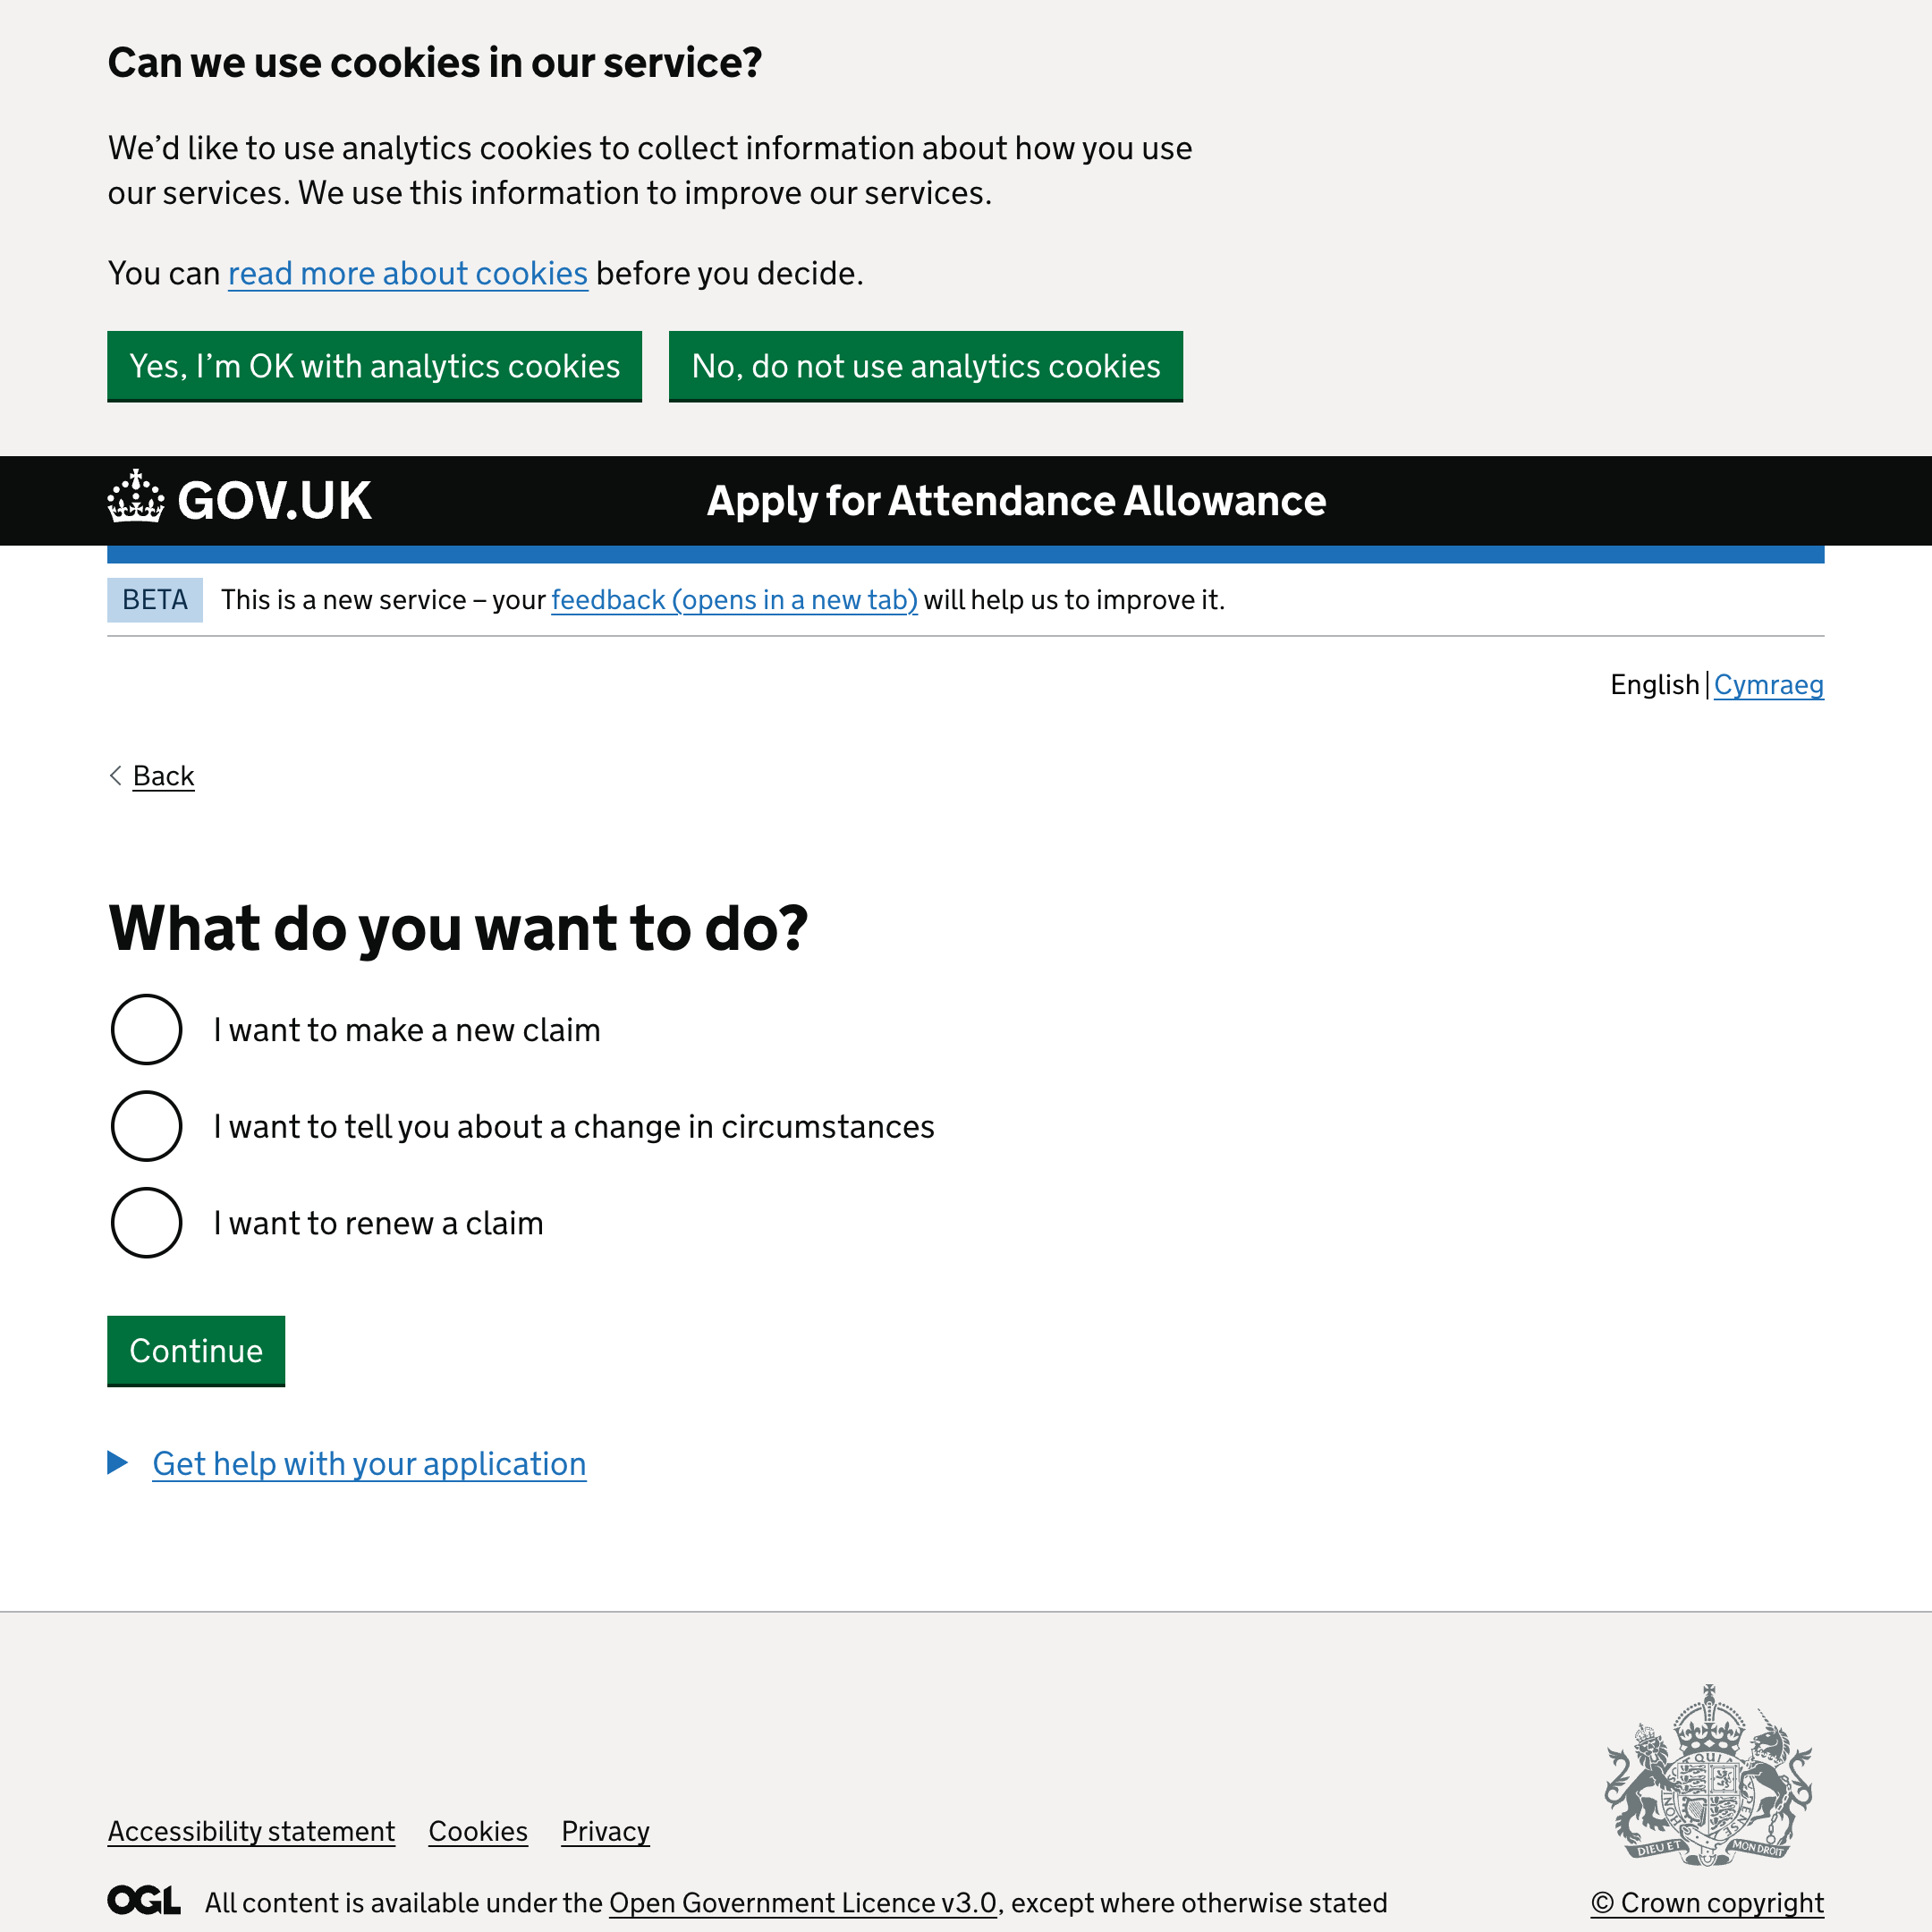 Can we use cookies in our service?
We’d like to use analytics cookies to collect information about how you use
our services. We use this information to improve our services.
You can read more about cookies before you decide.
Yes, I’m OK with analytics cookies
No, do not use analytics cookies
GOV.UK
Apply for Attendance Allowance
BETA
This is a new service – your feedback (opens in a new tab) will help us to improve it.
English | Cymraeg
Back
What do you want to do?
I want to make a new claim
I want to tell you about a change in circumstances
I want to renew a claim
Continue
Get help with your application
DIEU ET MON DROIT
Accessibility statement
Cookies
Privacy
OGL
All content is available under the Open Government Licence v3.0, except where otherwise stated
© Crown copyright